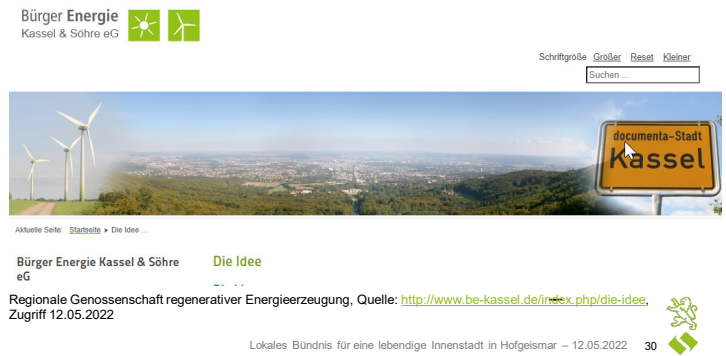 Bürger Energie
Kassel & Söhre eG
Schriftgröße Größer Reset Kleiner
Suchen ...
documenta-Stadt
Kassel
Aktuelle Seite: Startseite ▸ Die Idee ...
Bürger Energie Kassel & Söhre
eG
Die Idee
Regionale Genossenschaft regenerativer Energieerzeugung, Quelle: http://www.be-kassel.de/index.php/die-idee,
Zugriff 12.05.2022
Lokales Bündnis für eine lebendige Innenstadt in Hofgeismar – 12.05.2022 30